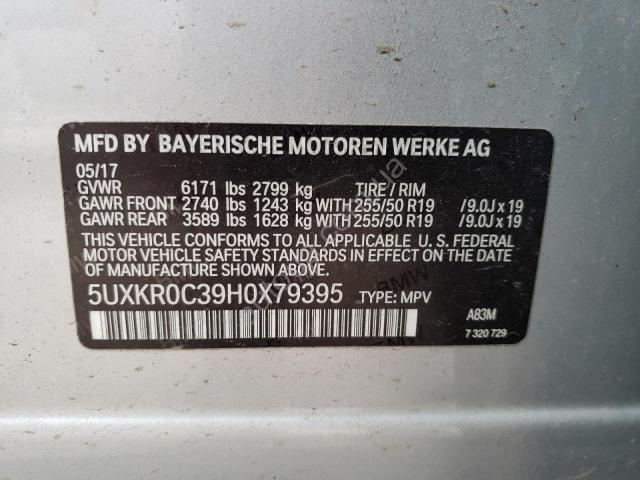 MFD BY BAYERISCHE MOTOREN WERKE AG
05/17
GVWR 6171 lbs 2799 kg TIRE / RIM
GAWR FRONT 2740 lbs 1243 kg WITH 255/50 R19 /9.0J x 19
GAWR REAR 3589 lbs 1628 kg WITH 255/50 R19 /9.0J x 19
THIS VEHICLE CONFORMS TO ALL APPLICABLE U. S. FEDERAL
MOTOR VEHICLE SAFETY STANDARDS IN EFFECT ON THE DATE
OF MANUFACTURE SHOWN ABOVE.
5UXKR0C39H0X79395 TYPE: MPV
A83M
7 320 729